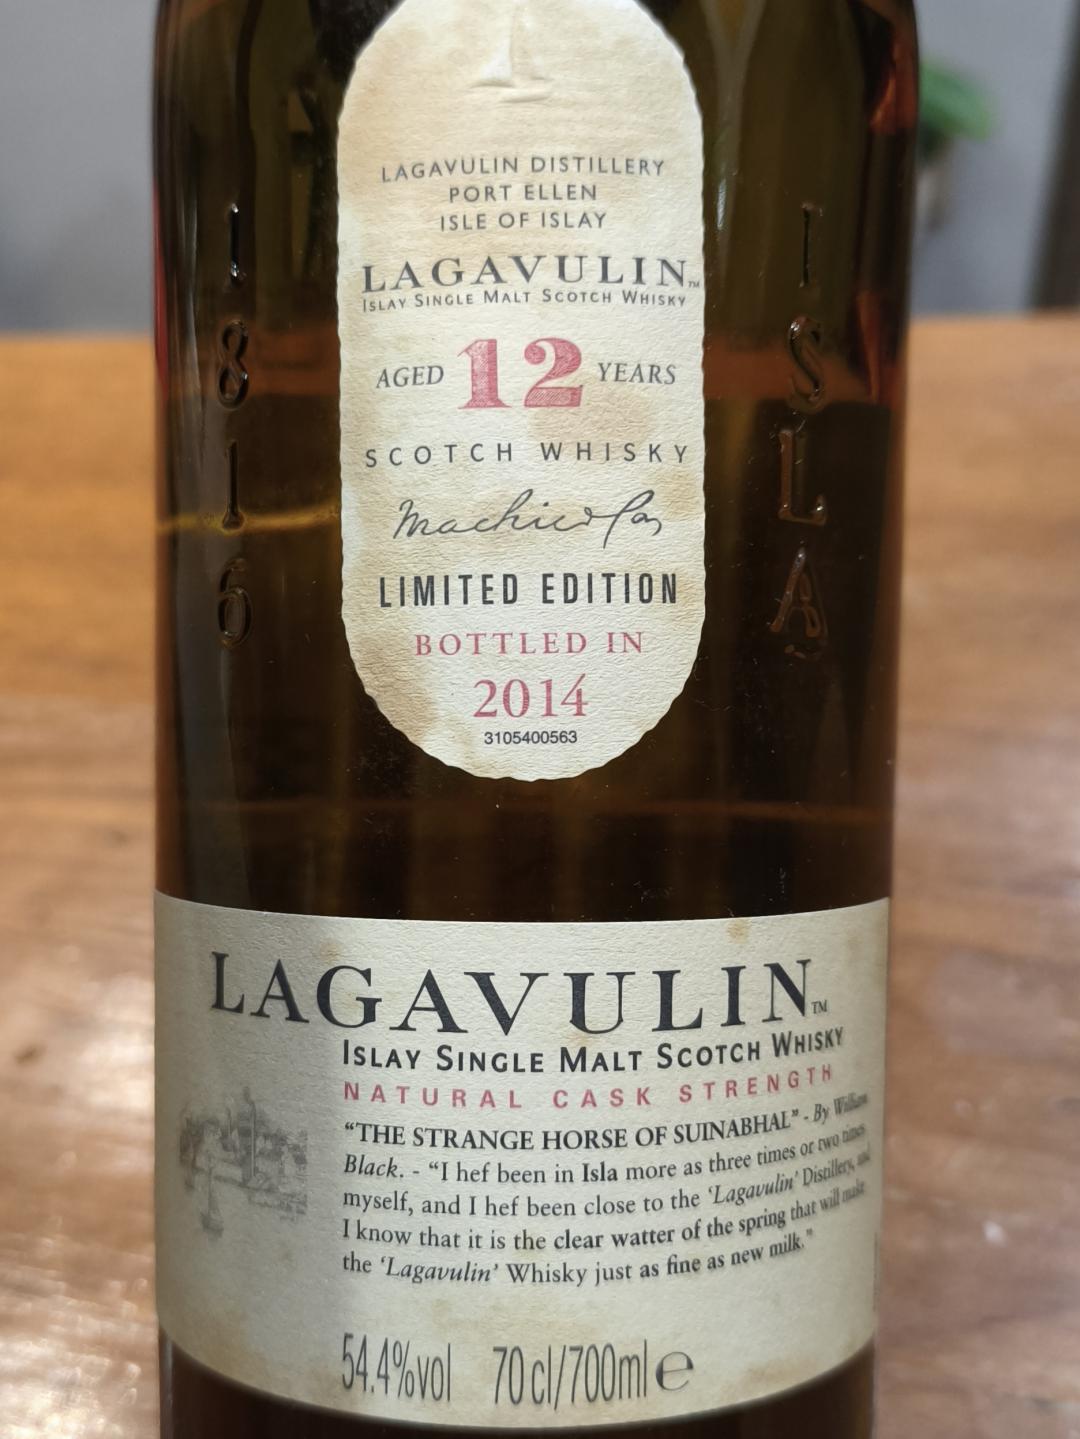 LAGAVULIN DISTILLERY
PORT ELLEN
ISLE OF ISLAY
LAGAVULIN™
ISLAY SINGLE MALT SCOTCH WHISKY
AGED 12 YEARS
SCOTCH WHISKY
LIMITED EDITION
BOTTLED IN
2014
3105400563
1816
ISLA
LAGAVULIN™
ISLAY SINGLE MALT SCOTCH WHISKY
NATURAL CASK STRENGTH
“THE STRANGE HORSE OF SUINABHAL” - By William
Black. - “I hef been in Isla more as three times or two times
myself, and I hef been close to the ‘Lagavulin’ Distillery, and
I know that it is the clear watter of the spring that will make
the ‘Lagavulin’ Whisky just as fine as new milk.”
54.4%vol 70cl/700ml e